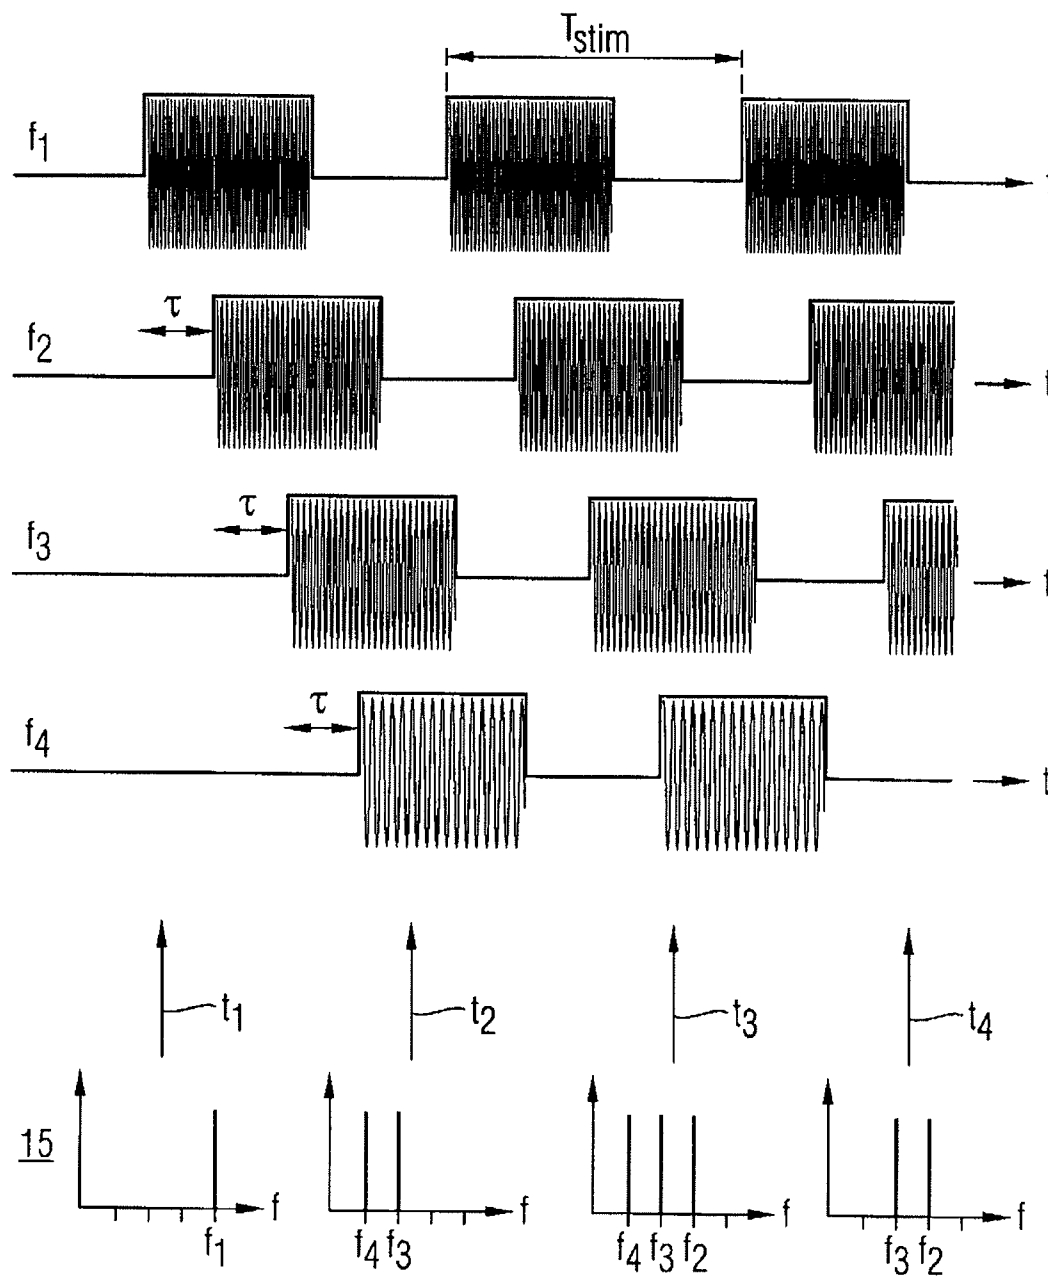 T_stim
f_1
τ
f_2
t
τ
f_3
t
τ
f_4
t
t_1
t_2
t_3
t_4
15
f
f
f
f
f_1
f_4 f_3
f_4 f_3 f_2
f_3 f_2